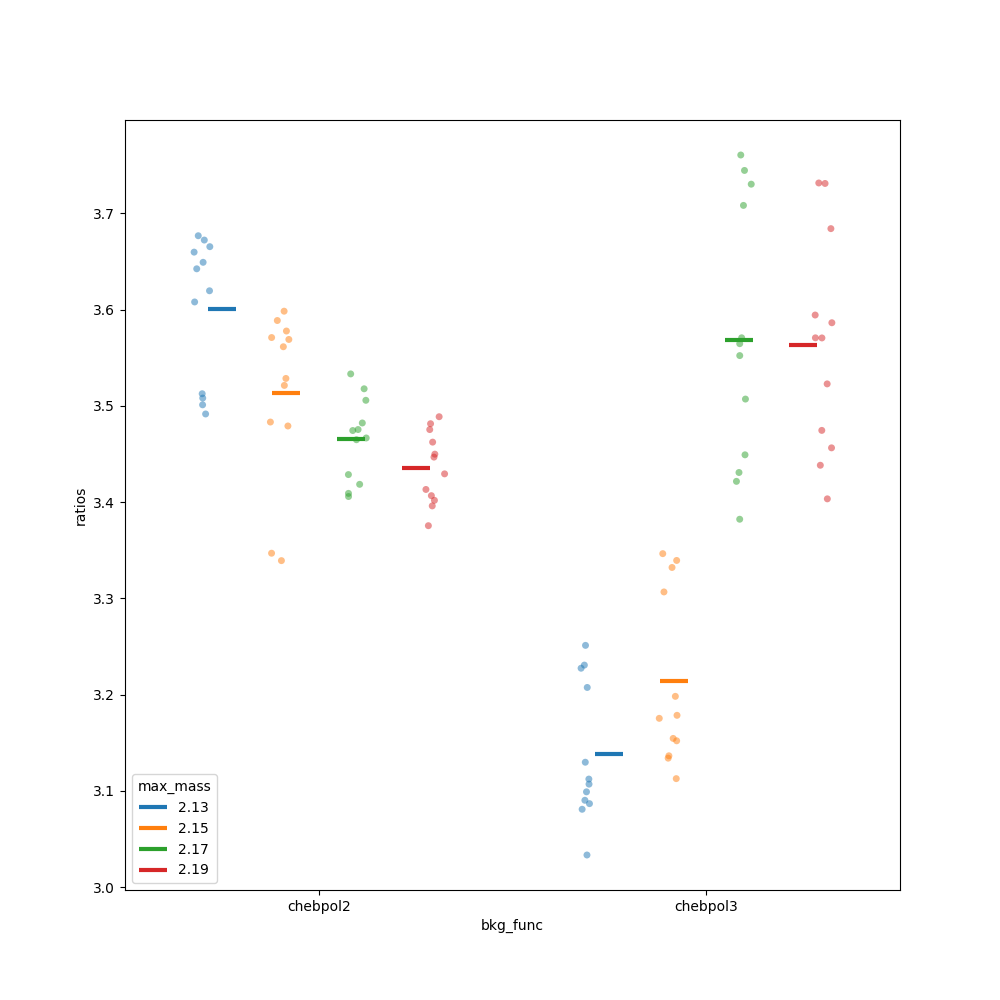 ratios
3.7
3.6
3.5
3.4
3.3
3.2
3.1
3.0
max_mass
2.13
2.15
2.17
2.19
chebpol2
chebpol3
bkg_func